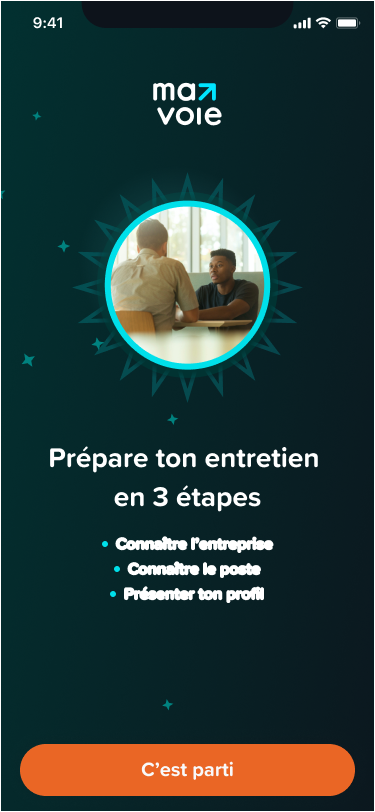 9:41
ma
voie
Prépare ton entretien
en 3 étapes
• Connaître l'entreprise
• Connaître le poste
• Présenter ton profil
C'est parti